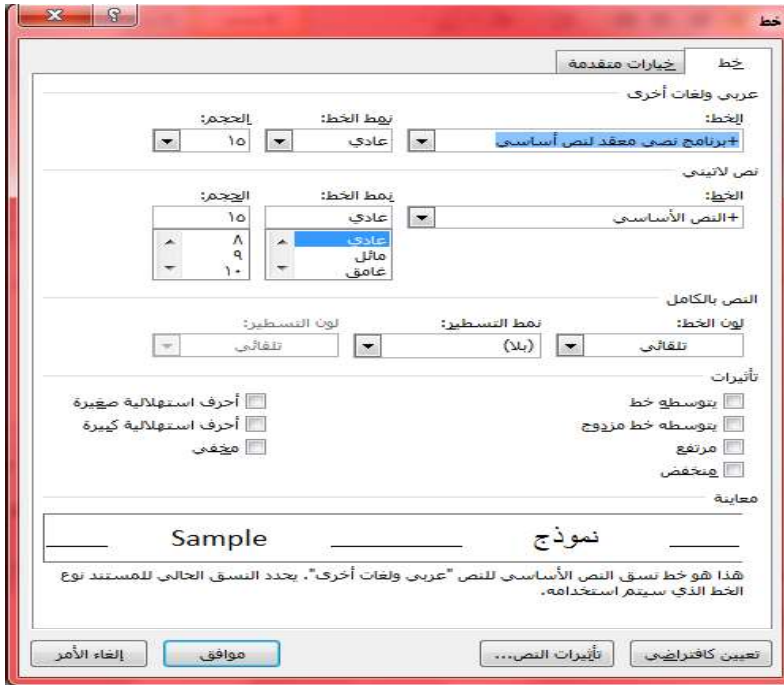 خط
خط خيارات متقدمة
عربي ولغات أخرى
الخط: نمط الخط: الحجم:
+برنامج نصي معقد لنص أساسي عادي ١٥
نص لاتيني
الخط: نمط الخط: الحجم:
+النص الأساسي عادي ١٥
عادي ٨
مائل ٩
غامق ١٠
النص بالكامل
لون الخط: نمط التسطير: لون التسطير:
تلقائي (بلا) تلقائي
تأثيرات
يتوسطه خط أحرف استهلالية صغيرة
يتوسطه خط مزدوج أحرف استهلالية كبيرة
مرتفع مخفي
منخفض
معاينة
نموذج Sample
هذا هو خط نسق النص الأساسي للنص "عربي ولغات أخرى". يحدد النسق الحالي للمستند نوع
الخط الذي سيتم استخدامه.
تعيين كافتراضي تأثيرات النص... موافق إلغاء الأمر